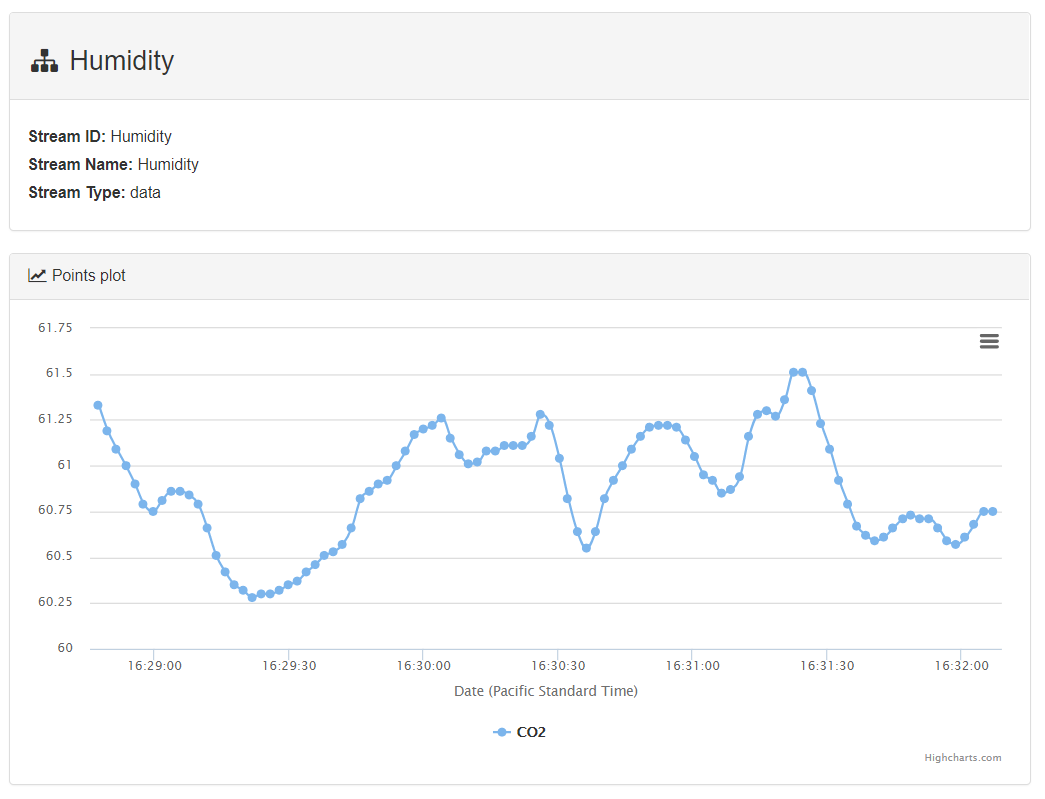 Humidity
Stream ID: Humidity
Stream Name: Humidity
Stream Type: data
Points plot
61.75
61.5
61.25
61
60.75
60.5
60.25
60
16:29:00 16:29:30 16:30:00 16:30:30 16:31:00 16:31:30 16:32:00
Date (Pacific Standard Time)
CO2
Highcharts.com